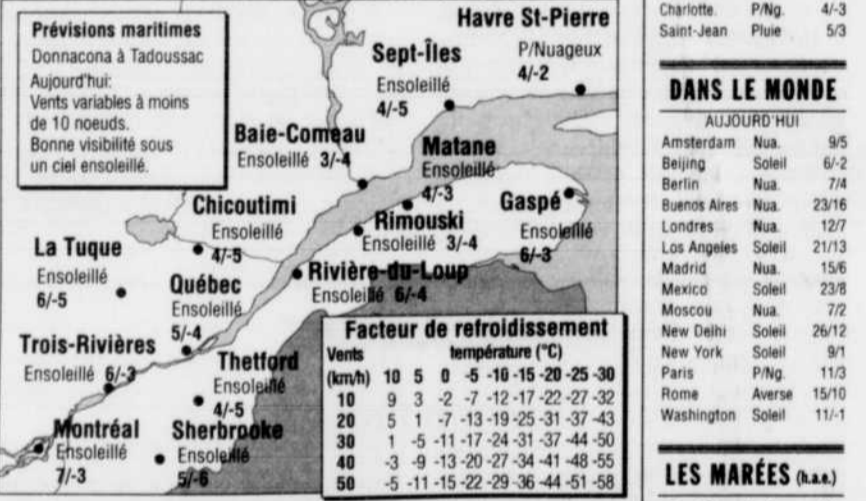 Prévisions maritimes
Donnacona à Tadoussac
Aujourd'hui:
Vents variables à moins
de 10 noeuds.
Bonne visibilité sous
un ciel ensoleillé.
Havre St-Pierre
P/Nuageux
4/-2
Sept-Îles
Ensoleillé
4/-5
Baie-Comeau
Ensoleillé 3/-4
Matane
Ensoleillé
4/-3
Chicoutimi
Ensoleillé
4/-5
Rimouski
Ensoleillé 3/-4
Gaspé
Ensoleillé
6/-3
La Tuque
Ensoleillé
6/-5
Québec
Ensoleillé
5/-4
Rivière-du-Loup
Ensoleillé 6/-4
Trois-Rivières
Ensoleillé 6/-3
Thetford
Ensoleillé
4/-5
Montréal
Ensoleillé
7/-3
Sherbrooke
Ensoleillé
5/-6
Facteur de refroidissement
Vents température (°C)
(km/h) 10 5 0 -5 -10 -15 -20 -25 -30
10 9 3 -2 -7 -12 -17 -22 -27 -32
20 5 1 -7 -13 -19 -25 -31 -37 -43
30 1 -5 -11 -17 -24 -31 -37 -44 -50
40 -3 -9 -13 -20 -27 -34 -41 -48 -55
50 -5 -11 -15 -22 -29 -36 -44 -51 -58
Charlotte. P/Ng. 4/-3
Saint-Jean Pluie 5/3
DANS LE MONDE
AUJOURD'HUI
Amsterdam Nua. 9/5
Beijing Soleil 6/-2
Berlin Nua. 7/4
Buenos Aires Nua. 23/16
Londres Nua. 12/7
Los Angeles Soleil 21/13
Madrid Nua. 15/6
Mexico Soleil 23/8
Moscou Nua. 7/2
New Delhi Soleil 26/12
New York Soleil 9/1
Paris P/Ng. 11/3
Rome Averse 15/10
Washington Soleil 11/-1
LES MARÉES (h.a.e.)